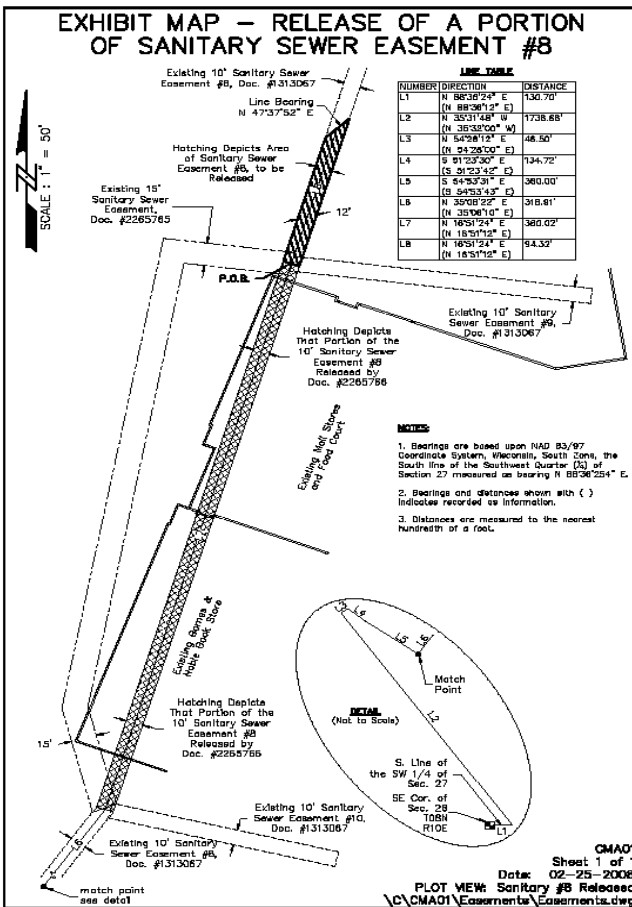 EXHIBIT MAP – RELEASE OF A PORTION
OF SANITARY SEWER EASEMENT #8
SCALE : 1" = 50'
Existing 10' Sanitary Sewer
Easement #8, Doc. #1313067
Line Bearing
N 47°37'52" E
Hatching Depicts Area
of Sanitary Sewer
Easement #8, to be
Released
Existing 15'
Sanitary Sewer
Easement,
Doc. #2265765
12'
P.O.B.
LINE TABLE
NUMBER DIRECTION DISTANCE
L1 N 88°36'24" E 130.70'
(N 88°36'12" E)
L2 N 35°31'48" W 1738.68'
(N 35°32'00" W)
L3 N 54°28'12" E 46.50'
(N 54°28'00" E)
L4 S 51°23'30" E 134.72'
(S 51°23'42" E)
L5 S 54°53'31" E 360.00'
(S 54°53'43" E)
L6 N 35°06'22" E 318.81'
(N 35°06'10" E)
L7 N 16°51'24" E 360.02'
(N 16°51'12" E)
L8 N 16°51'24" E 94.32'
(N 16°51'12" E)
Existing 10' Sanitary
Sewer Easement #9,
Doc. #1313067
Hatching Depicts
That Portion of the
10' Sanitary Sewer
Easement #8
Released by
Doc. #2265766
Existing Mall Stores
and Food Court
NOTES:
1. Bearings are based upon NAD 83/97
Coordinate System, Wisconsin, South Zone, the
South line of the Southwest Quarter (¼) of
Section 27 measured as bearing N 88°36'254" E.
2. Bearings and distances shown with ( )
indicates recorded as information.
3. Distances are measured to the nearest
hundredth of a foot.
Existing Barnes &
Noble Book Store
Hatching Depicts
That Portion of the
10' Sanitary Sewer
Easement #8
Released by
Doc. #2265766
15'
L3
L4
L5
L6
Match
Point
DETAIL
(Not to Scale)
L2
S. Line of
the SW 1/4 of
Sec. 27
SE Cor. of
Sec. 28
T08N
R10E
L1
Existing 10' Sanitary
Sewer Easement #10,
Doc. #1313067
L6
Existing 10' Sanitary
Sewer Easement #8,
Doc. #1313067
match point
see detail
CMA01
Sheet 1 of 1
Date: 02-25-2008
PLOT VIEW: Sanitary #8 Released
\C\CMA01\Easements\Easements.dwg